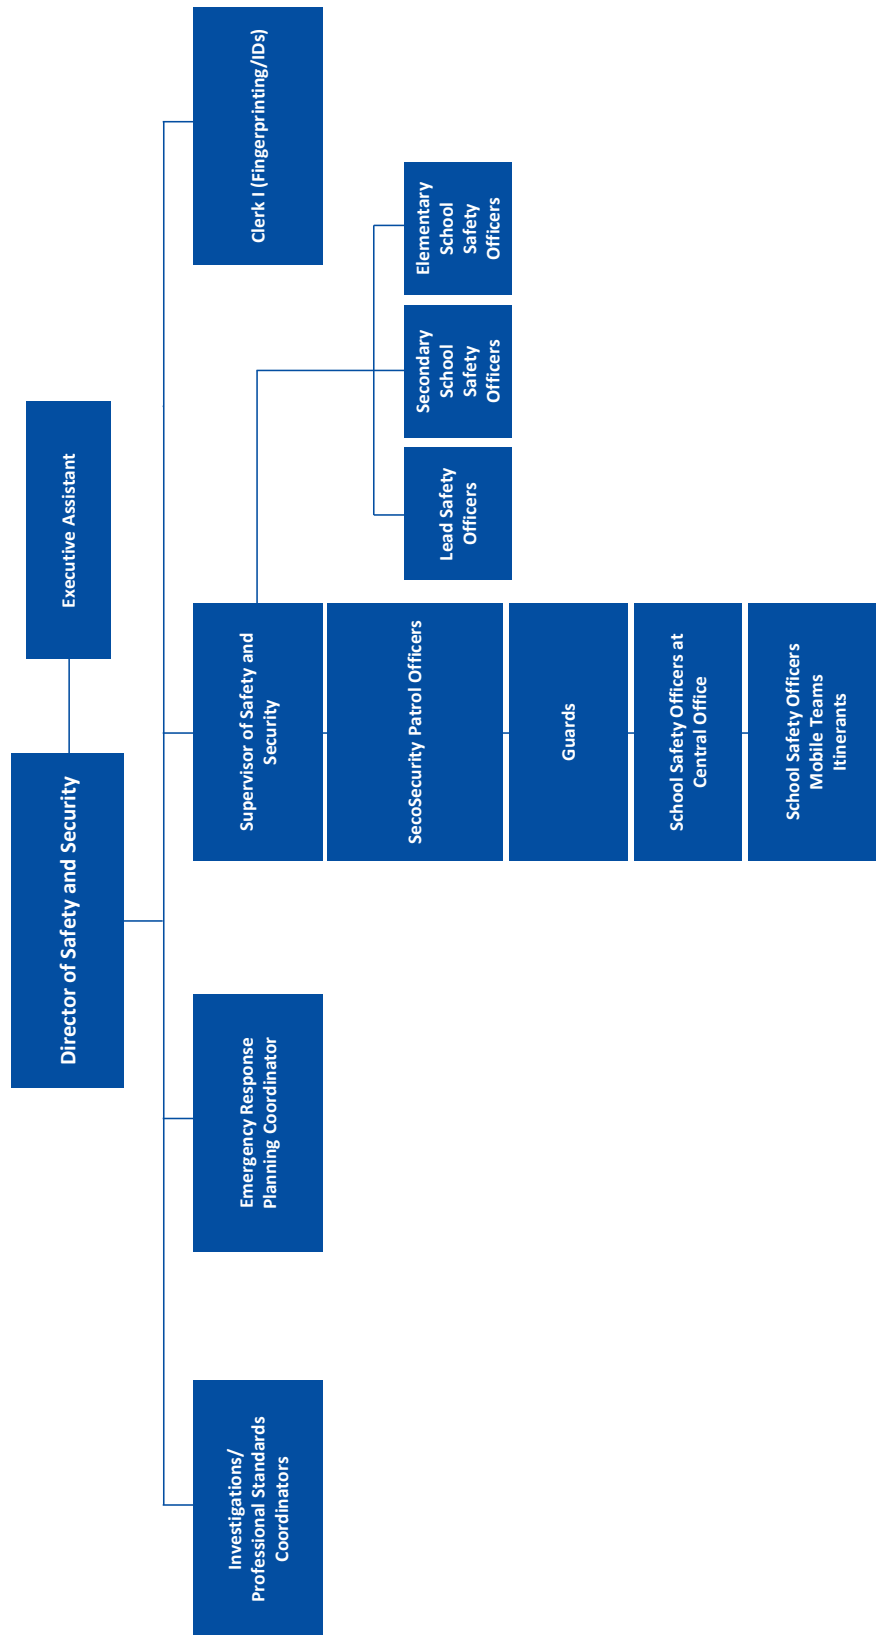 Director of Safety and Security
Executive Assistant
Investigations/
Professional Standards
Coordinators
Emergency Response
Planning Coordinator
Supervisor of Safety and
Security
Clerk I (Fingerprinting/IDs)
SecoSecurity Patrol Officers
Guards
School Safety Officers at
Central Office
School Safety Officers
Mobile Teams
Itinerants
Lead Safety
Officers
Secondary
School
Safety
Officers
Elementary
School
Safety
Officers